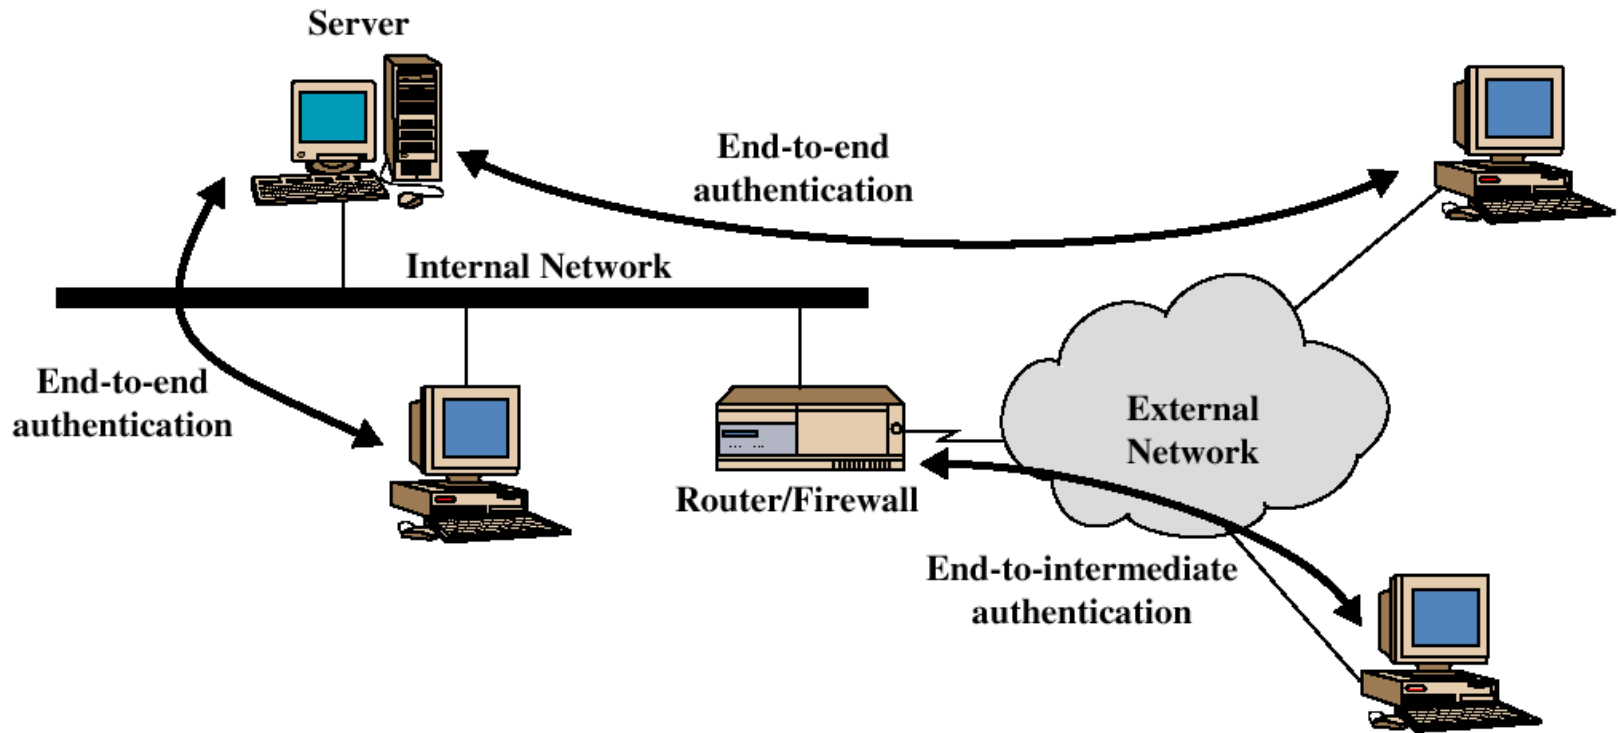 Server
End-to-end
authentication
Internal Network
End-to-end
authentication
External
Network
Router/Firewall
End-to-intermediate
authentication